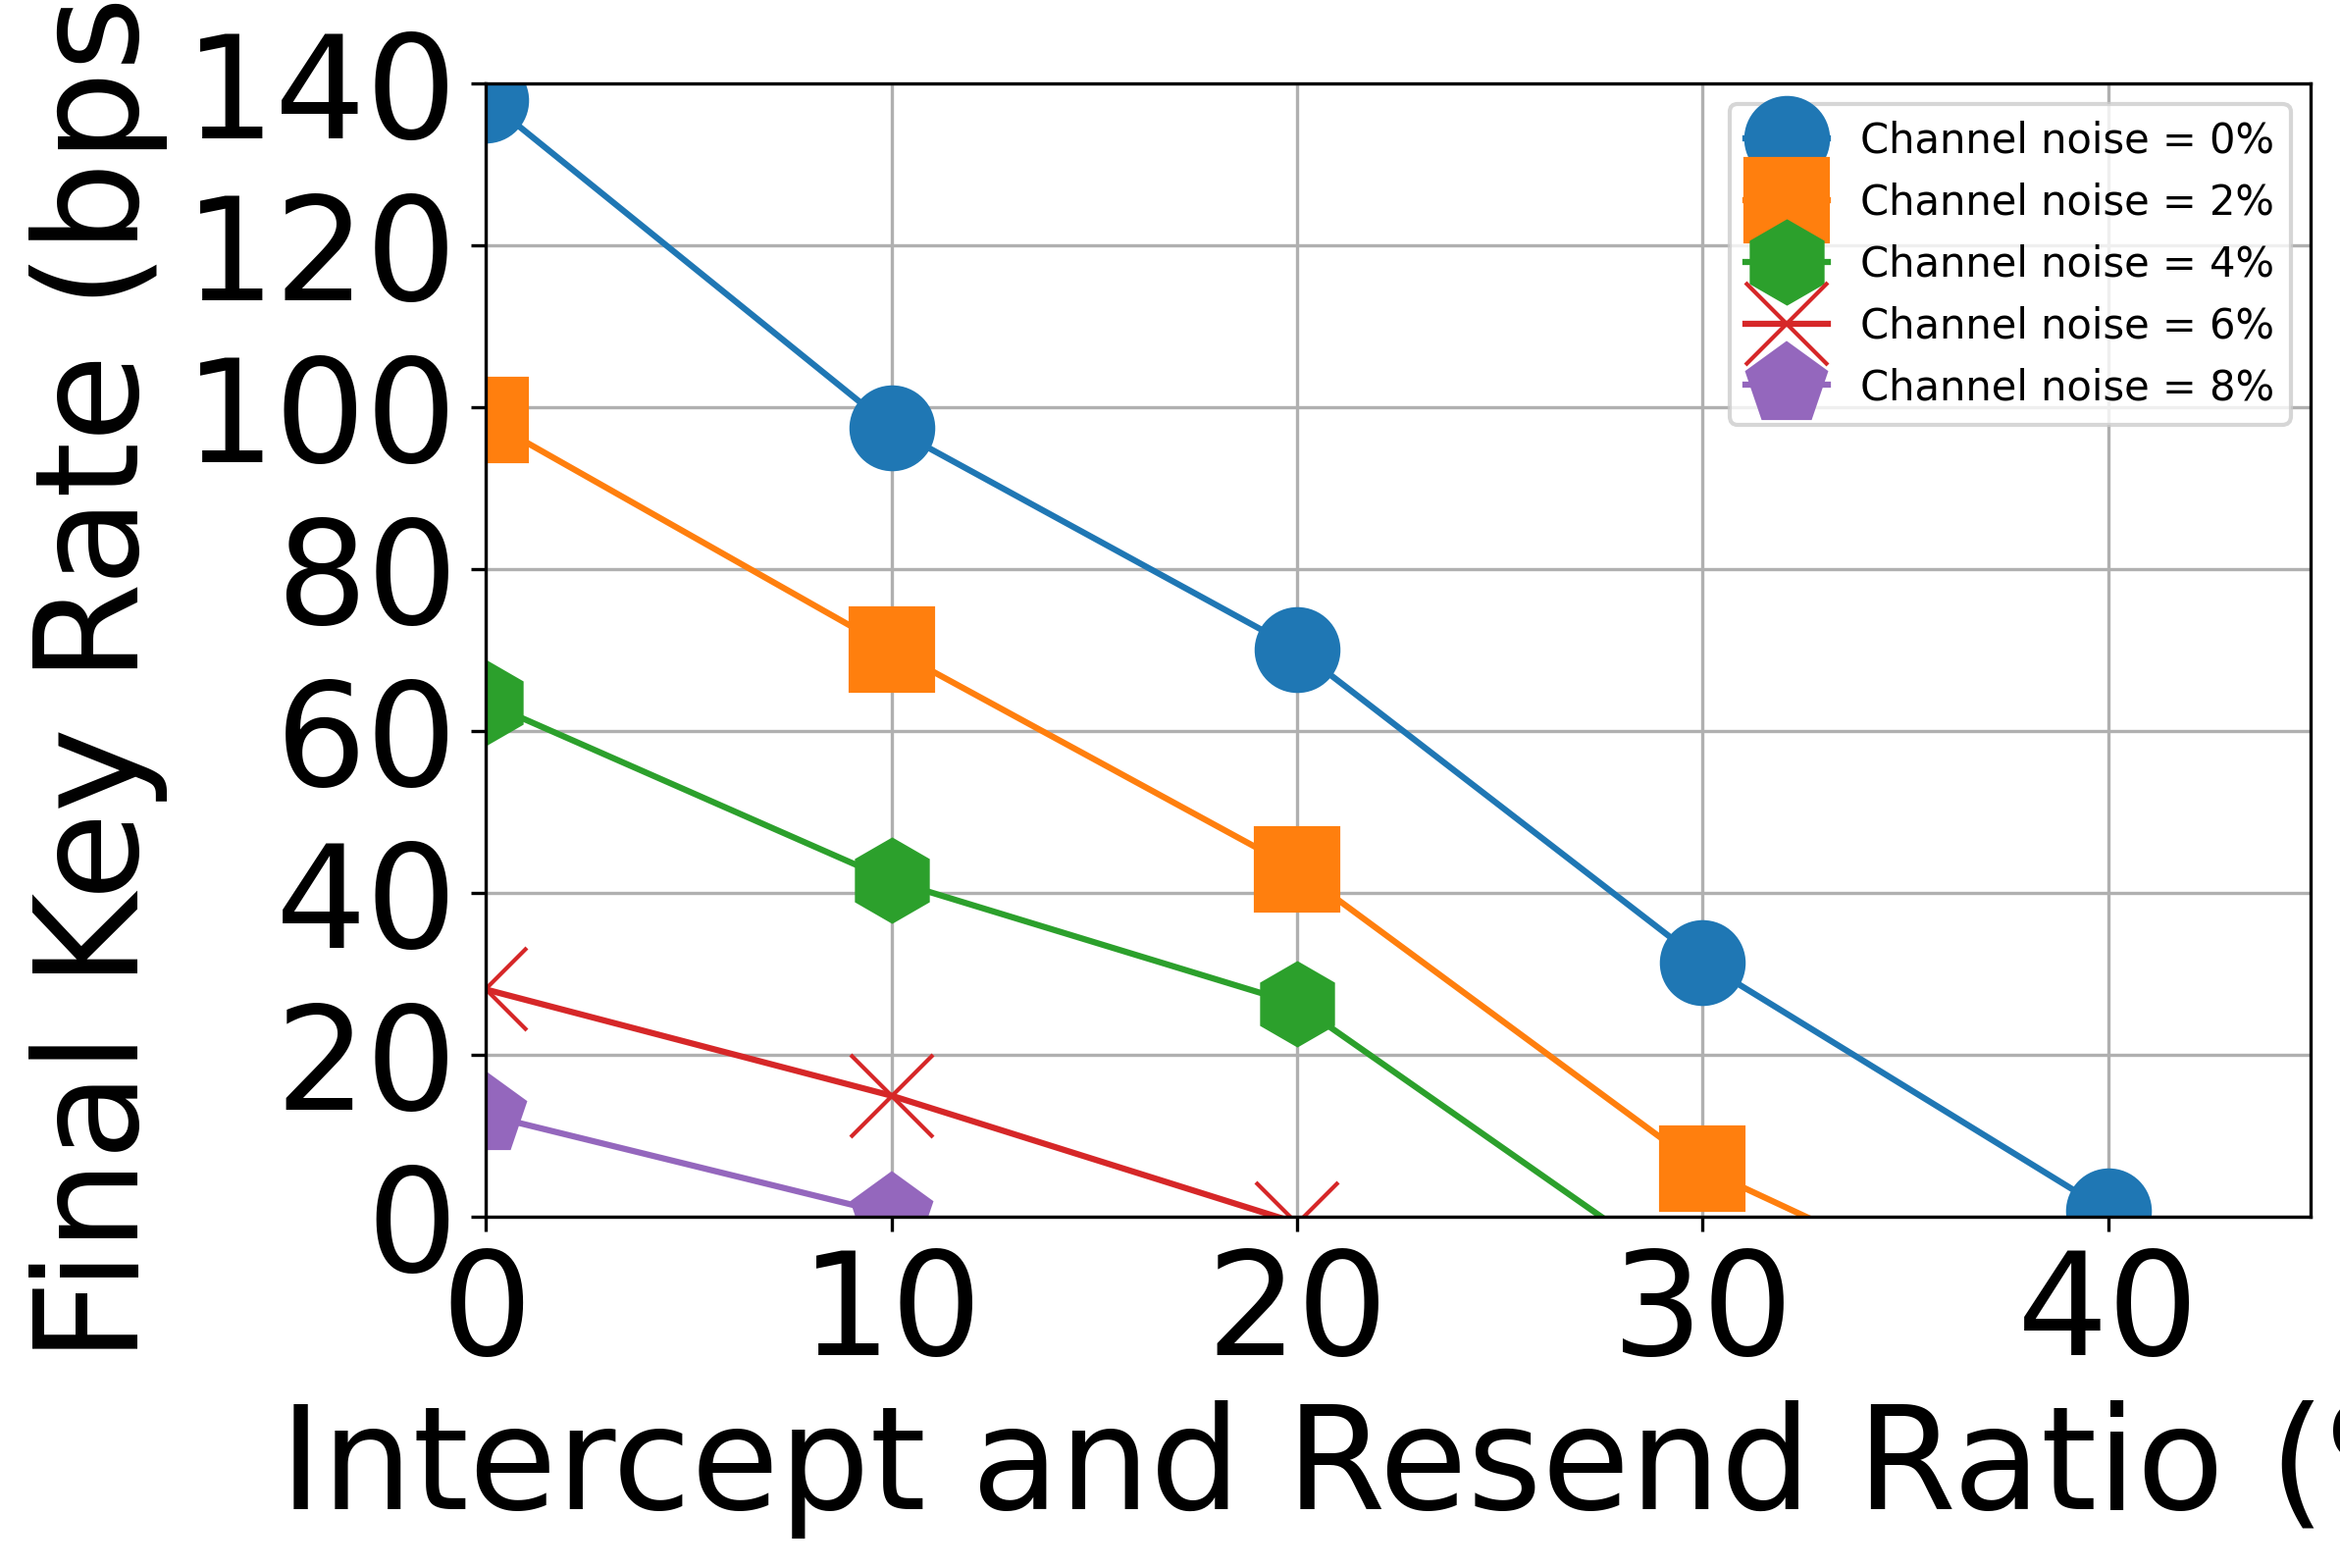 Final Key Rate (bps
140
120
100
80
60
40
20
0
0 10 20 30 40
Intercept and Resend Ratio (
Channel noise = 0%
Channel noise = 2%
Channel noise = 4%
Channel noise = 6%
Channel noise = 8%